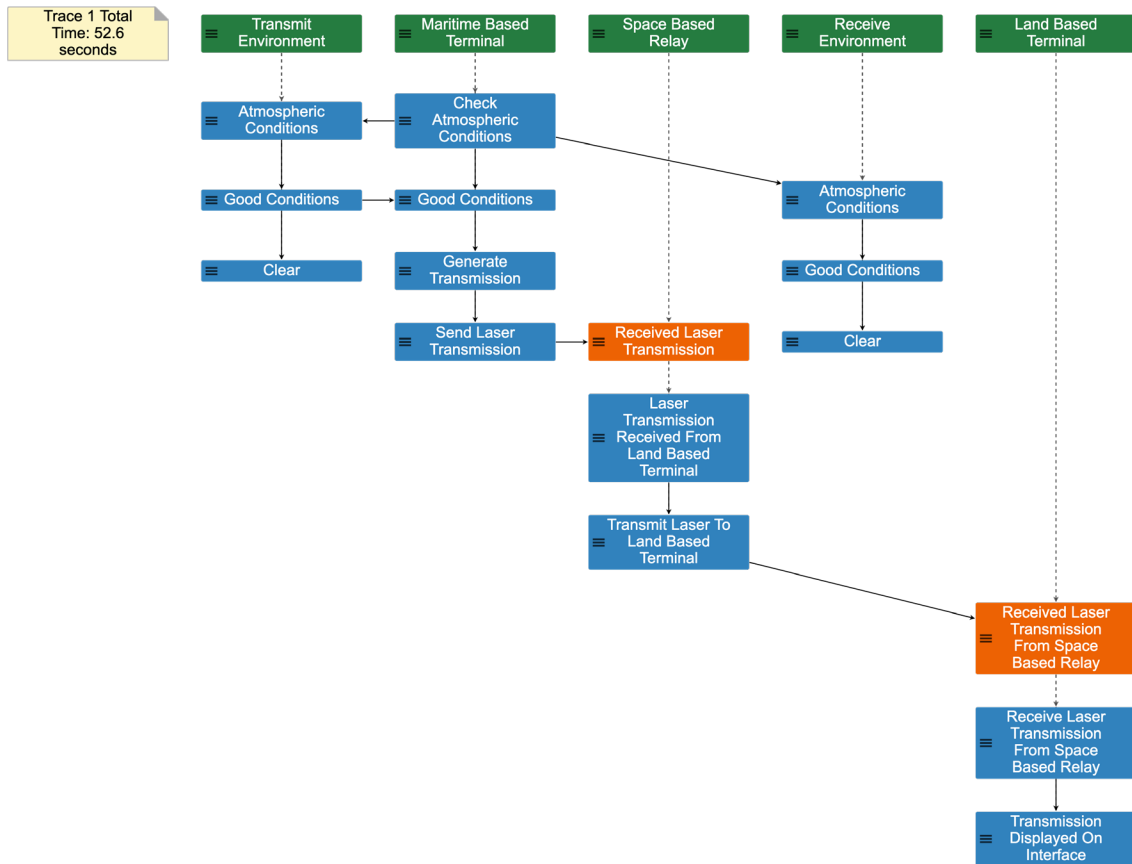 Trace 1 Total
Time: 52.6
seconds
Transmit
Environment
Maritime Based
Terminal
Space Based
Relay
Receive
Environment
Land Based
Terminal
Atmospheric
Conditions
Check
Atmospheric
Conditions
Atmospheric
Conditions
Good Conditions
Good Conditions
Clear
Generate
Transmission
Good Conditions
Send Laser
Transmission
Received Laser
Transmission
Clear
Laser
Transmission
Received From
Land Based
Terminal
Transmit Laser To
Land Based
Terminal
Received Laser
Transmission
From Space
Based Relay
Receive Laser
Transmission
From Space
Based Relay
Transmission
Displayed On
Interface